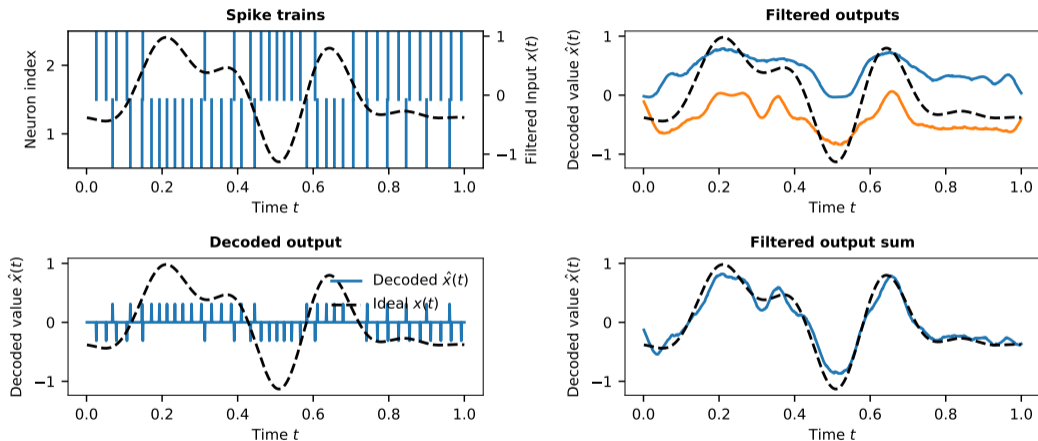 Spike trains
Neuron index
2
1
1
0
−1
Filtered Input x(t)
0.0 0.2 0.4 0.6 0.8 1.0
Time t
Filtered outputs
Decoded value x̂(t)
1
0
−1
0.0 0.2 0.4 0.6 0.8 1.0
Time t
Decoded output
Decoded value x̂(t)
1
0
−1
Decoded x̂(t)
Ideal x(t)
0.0 0.2 0.4 0.6 0.8 1.0
Time t
Filtered output sum
Decoded value x̂(t)
1
0
−1
0.0 0.2 0.4 0.6 0.8 1.0
Time t